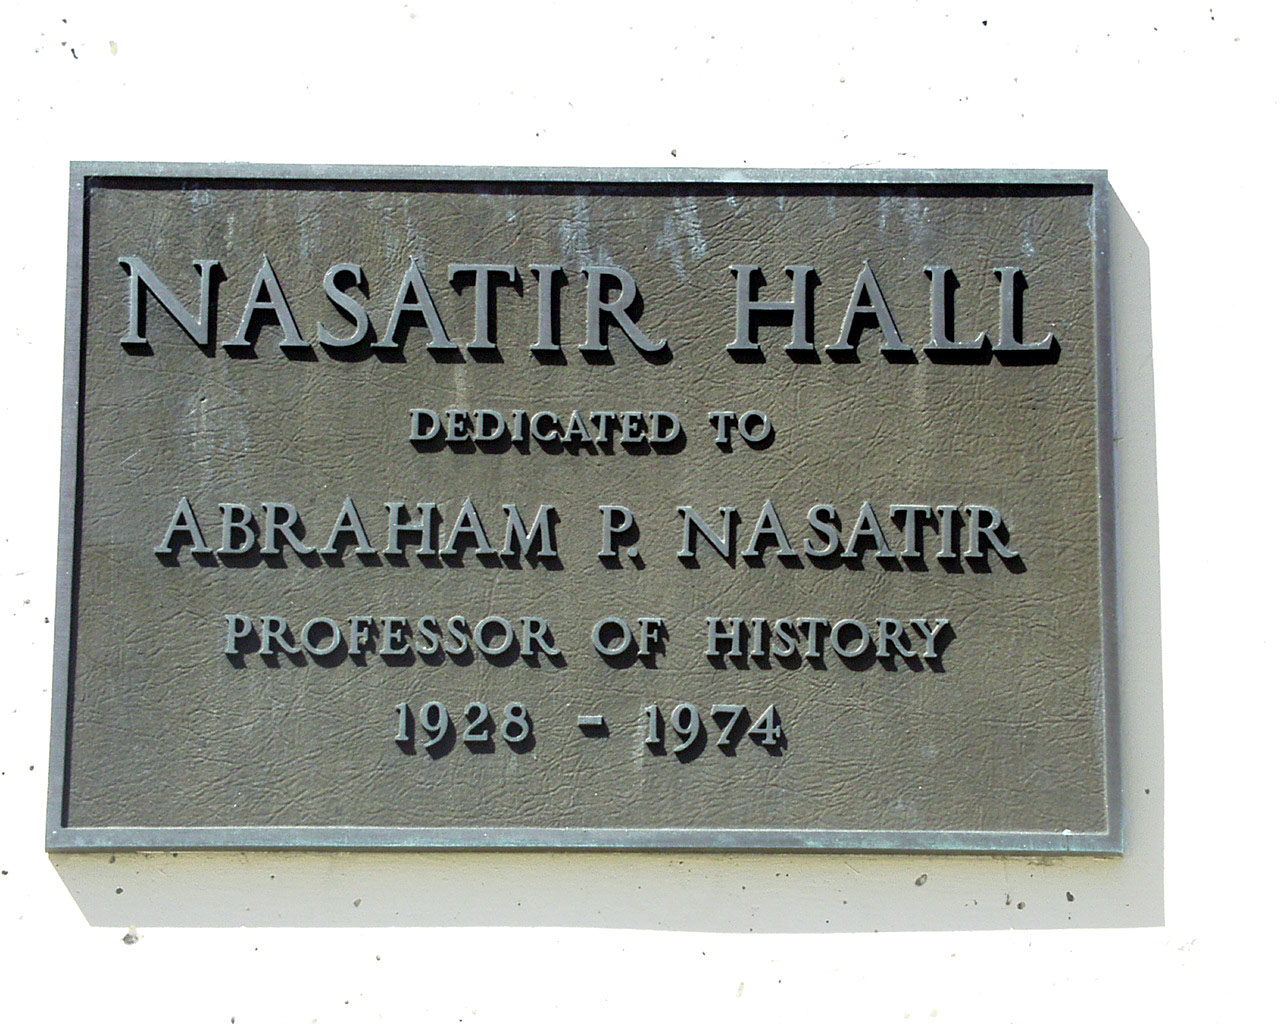 NASATIR HALL
DEDICATED TO
ABRAHAM P. NASATIR
PROFESSOR OF HISTORY
1928 - 1974